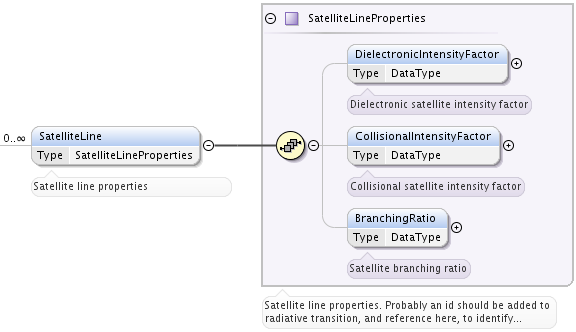 SatelliteLineProperties
DielectronicIntensityFactor
Type DataType
Dielectronic satellite intensity factor
0..∞
SatelliteLine
Type SatelliteLineProperties
Satellite line properties
CollisionalIntensityFactor
Type DataType
Collisional satellite intensity factor
BranchingRatio
Type DataType
Satellite branching ratio
Satellite line properties. Probably an id should be added to
radiative transition, and reference here, to identify...